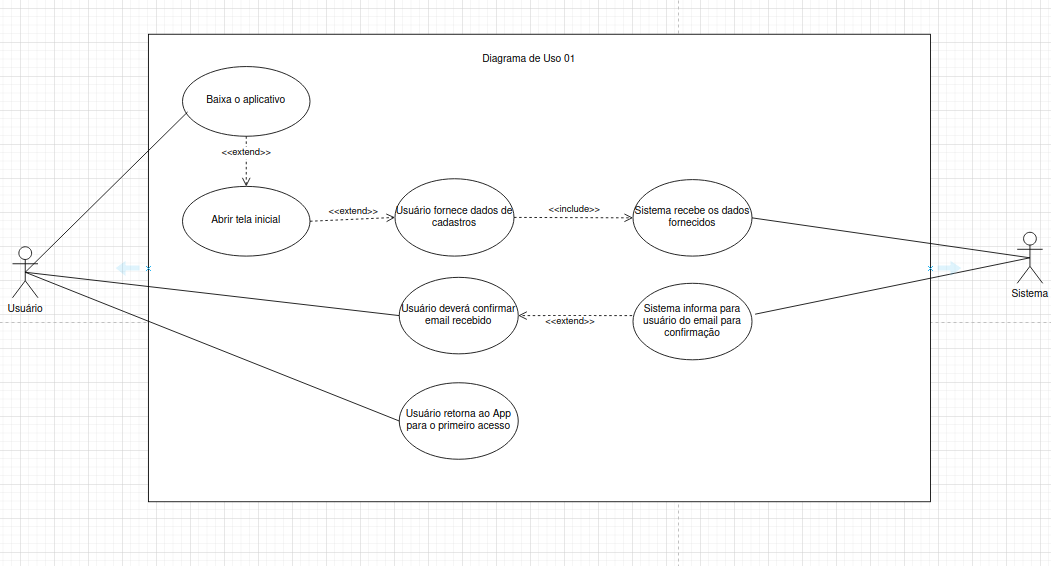 Diagrama de Uso 01
Baixa o aplicativo
<<extend>>
Abrir tela inicial
<<extend>>
Usuário fornece dados de
cadastros
<<include>>
Sistema recebe os dados
fornecidos
Usuário
Sistema
Usuário deverá confirmar
email recebido
<<extend>>
Sistema informa para
usuário do email para
confirmação
Usuário retorna ao App
para o primeiro acesso